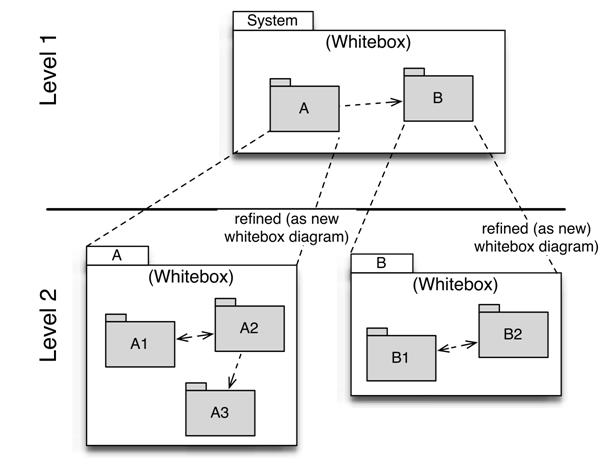 Level 1
System
(Whitebox)
A
B
refined (as new
whitebox diagram)
refined (as new)
whitebox diagram)
Level 2
A
(Whitebox)
A1
A2
A3
B
(Whitebox)
B1
B2